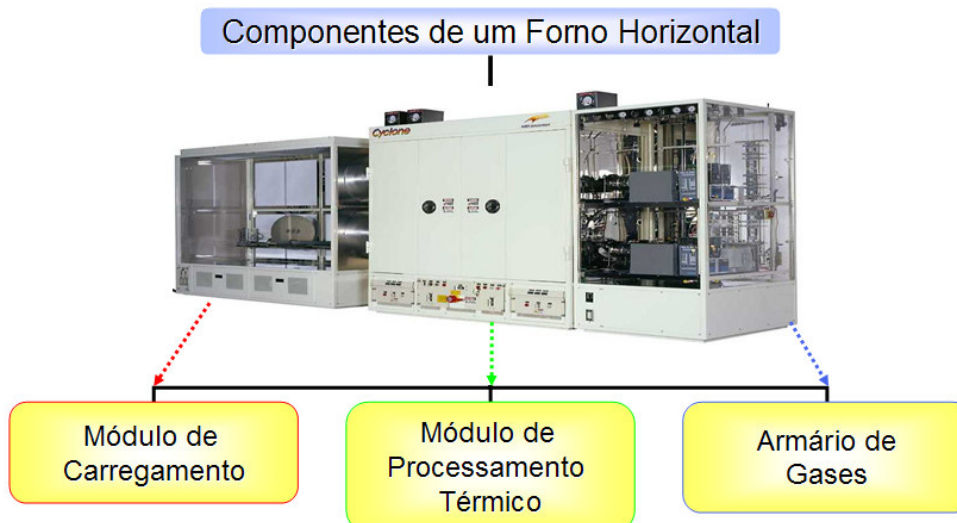 Componentes de um Forno Horizontal
Cyclone
Módulo de
Carregamento
Módulo de
Processamento
Térmico
Armário de
Gases